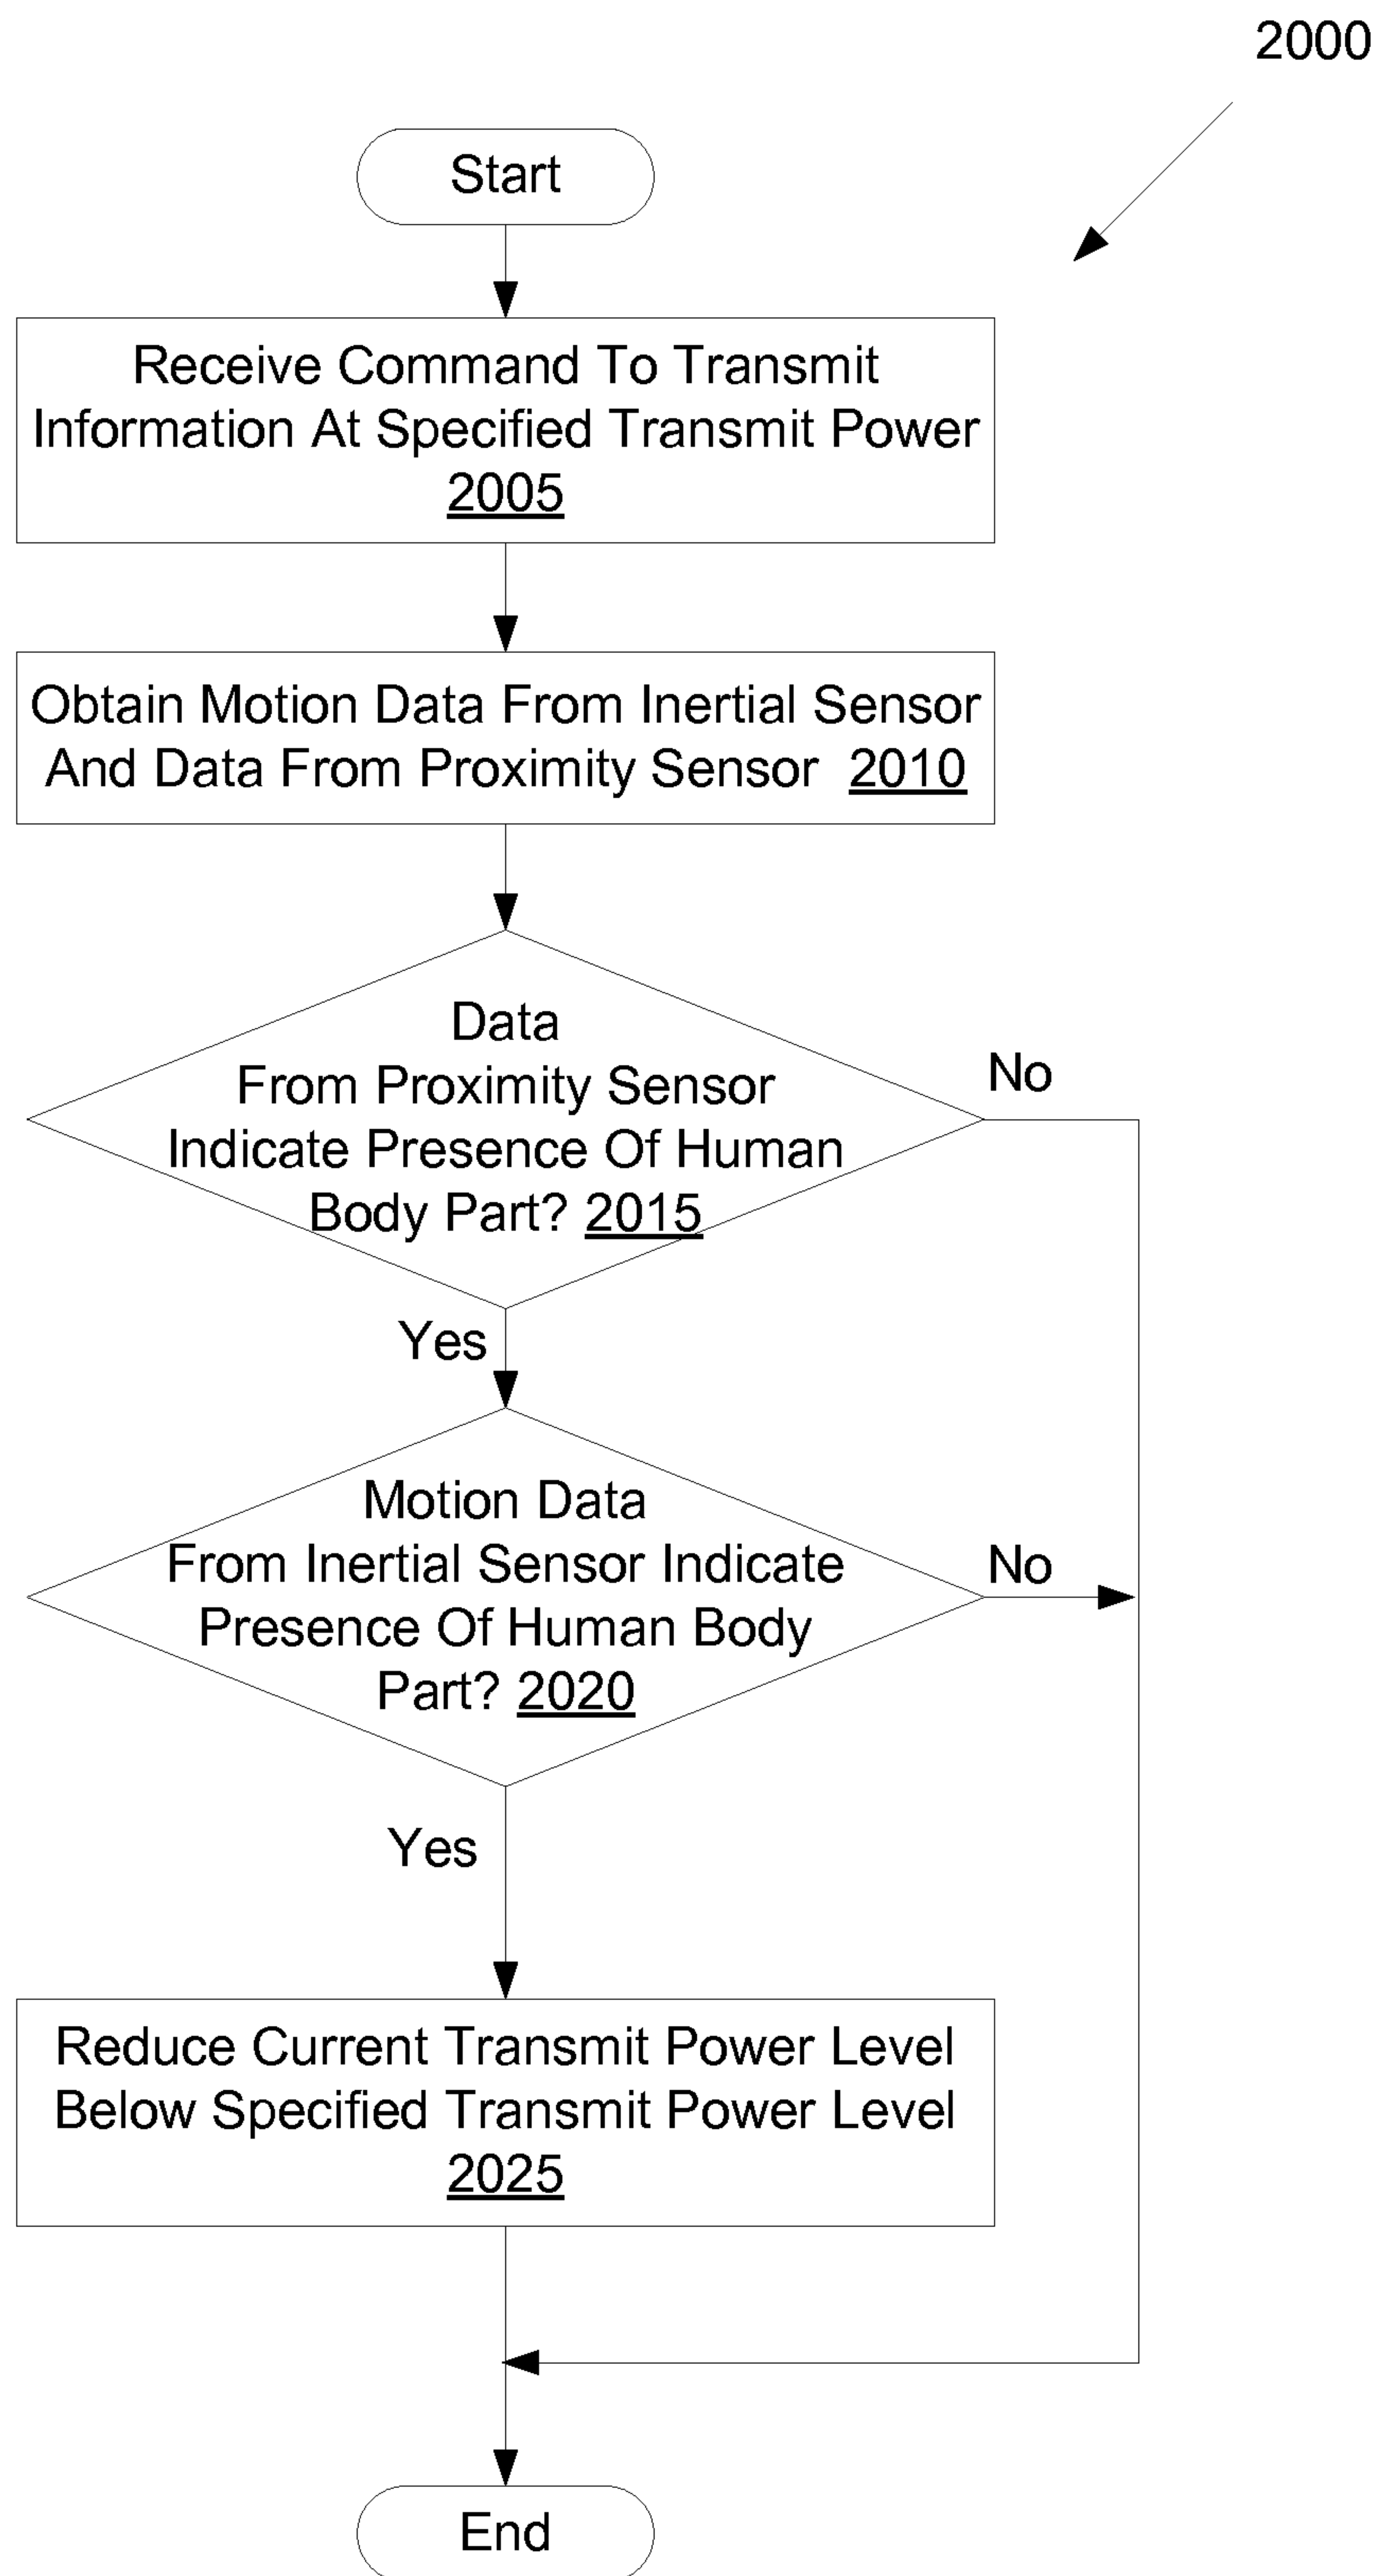 2000
Start
Receive Command To Transmit
Information At Specified Transmit Power
2005
Obtain Motion Data From Inertial Sensor
And Data From Proximity Sensor 2010
Data
From Proximity Sensor
Indicate Presence Of Human
Body Part? 2015
No
Yes
Motion Data
From Inertial Sensor Indicate
Presence Of Human Body
Part? 2020
No
Yes
Reduce Current Transmit Power Level
Below Specified Transmit Power Level
2025
End